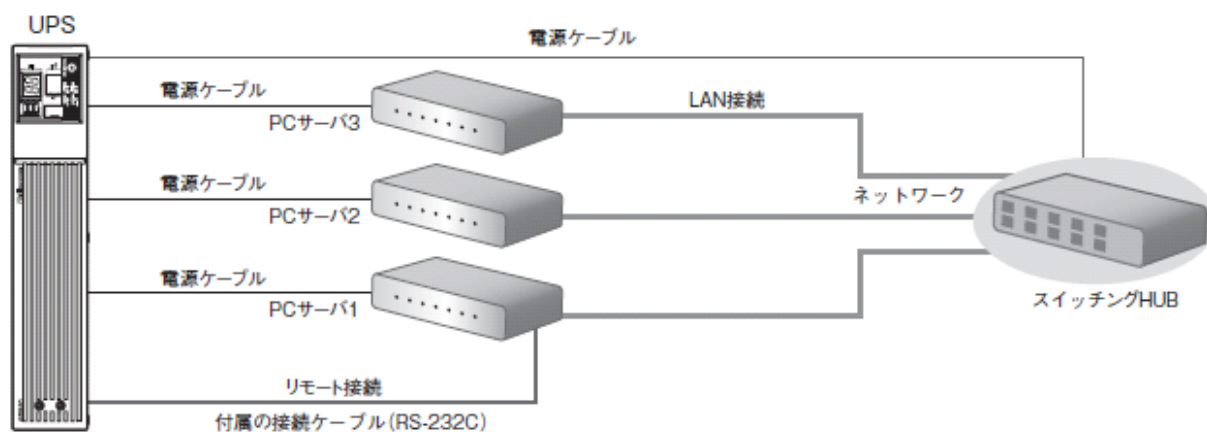 UPS
電源ケーブル
電源ケーブル
PCサーバ3
LAN接続
電源ケーブル
PCサーバ2
ネットワーク
電源ケーブル
PCサーバ1
スイッチングHUB
リモート接続
付属の接続ケーブル(RS-232C)